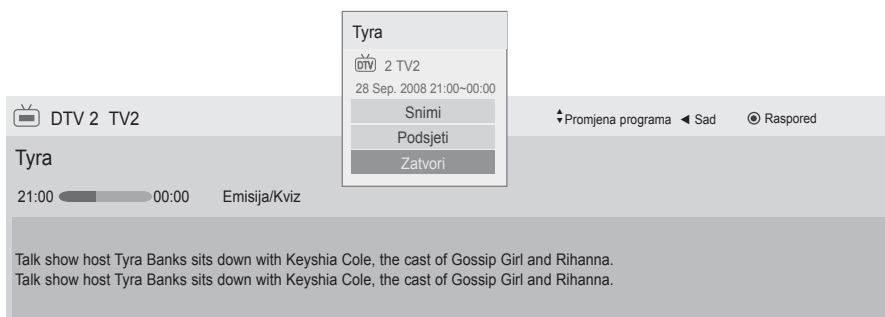 Tyra
DTV 2 TV2
28 Sep. 2008 21:00~00:00
Snimi
Podsjeti
Zatvori
DTV 2 TV2
Promjena programa ◄ Sad ◉ Raspored
Tyra
21:00 00:00 Emisija/Kviz
Talk show host Tyra Banks sits down with Keyshia Cole, the cast of Gossip Girl and Rihanna.
Talk show host Tyra Banks sits down with Keyshia Cole, the cast of Gossip Girl and Rihanna.